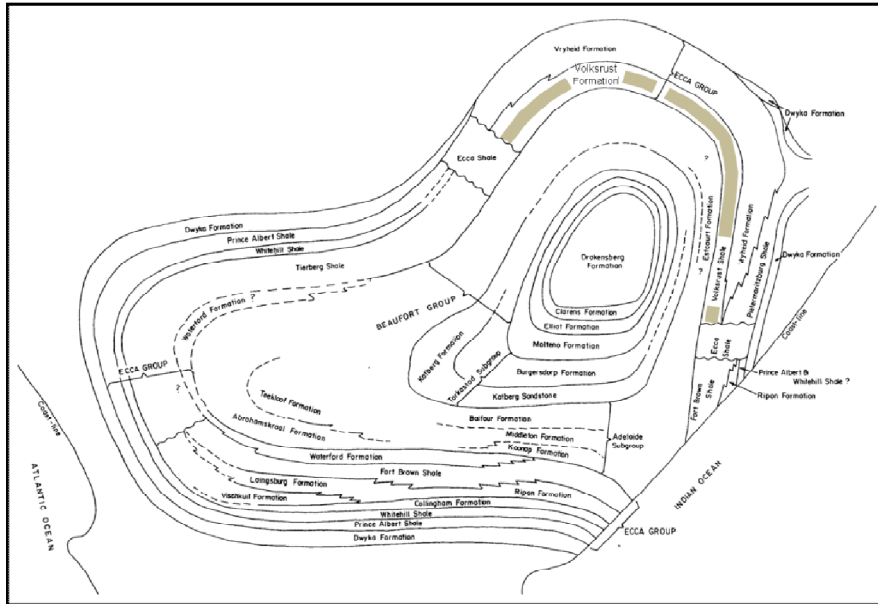 Vryheid Formation
Volksrust
Formation
ECCA GROUP
Dwyka Formation
Ecca Shale
Dwyka Formation
Prince Albert Shale
Whitehill Shale
Tierberg Shale
Waterford Formation ?
BEAUFORT GROUP
Drakensberg
Formation
Clarens Formation
Elliot Formation
Molteno Formation
Burgersdorp Formation
Katberg Sandstone
Katberg Formation
Tarkastad Subgroup
?
Estcourt Formation
?
Volksrust Shale
Vryheid Formation
Pietermaritzburg Shale
Dwyka Formation
Coast-line
Ecca
Shale
Prince Albert &
Whitehill Shale ?
Ripon Formation
Fort Brown
Shale
ECCA GROUP
?
Teekloof Formation
Abrahamskraal Formation
Balfour Formation
Middleton Formation
Koonap Formation
Adelaide
Subgroup
Waterford Formation
Fort Brown Shale
Laingsburg Formation
Vischkuil Formation
Ripon Formation
Collingham Formation
Whitehill Shale
Prince Albert Shale
Dwyka Formation
ECCA GROUP
INDIAN OCEAN
Coast-line
ATLANTIC OCEAN